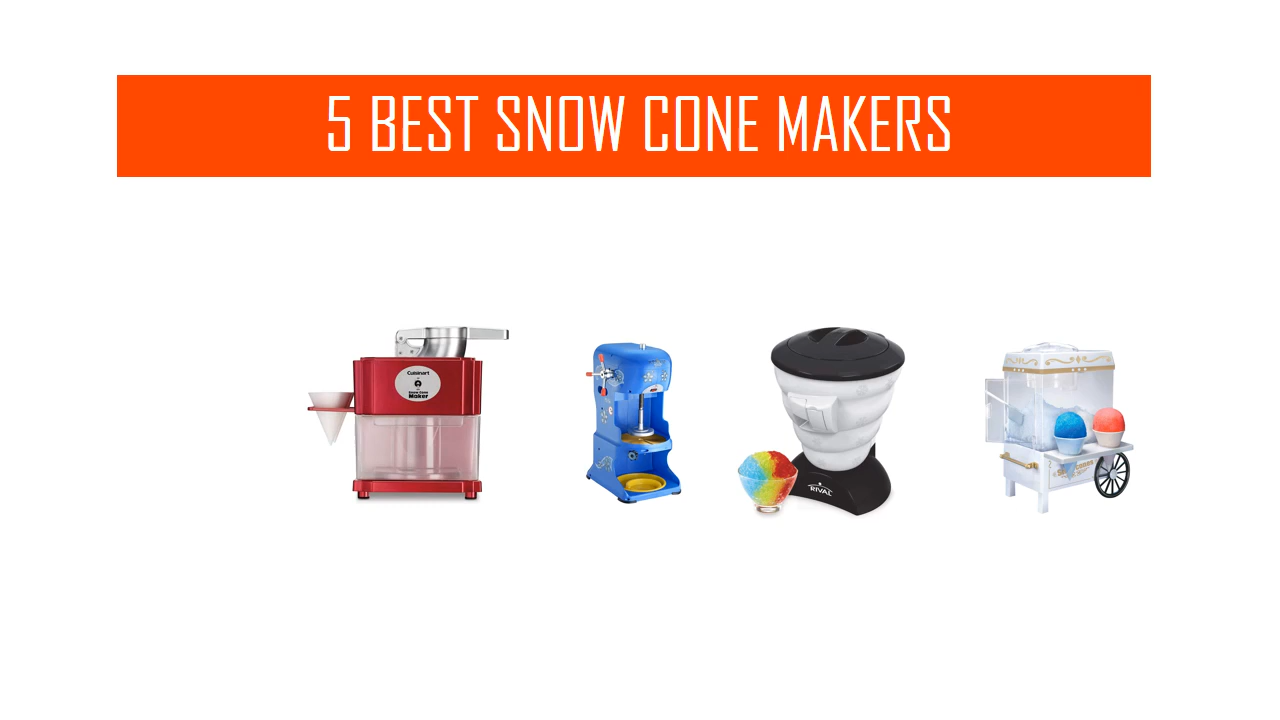 5 BEST SNOW CONE MAKERS
Cuisinart
Snow Cone
Maker
RIVAL